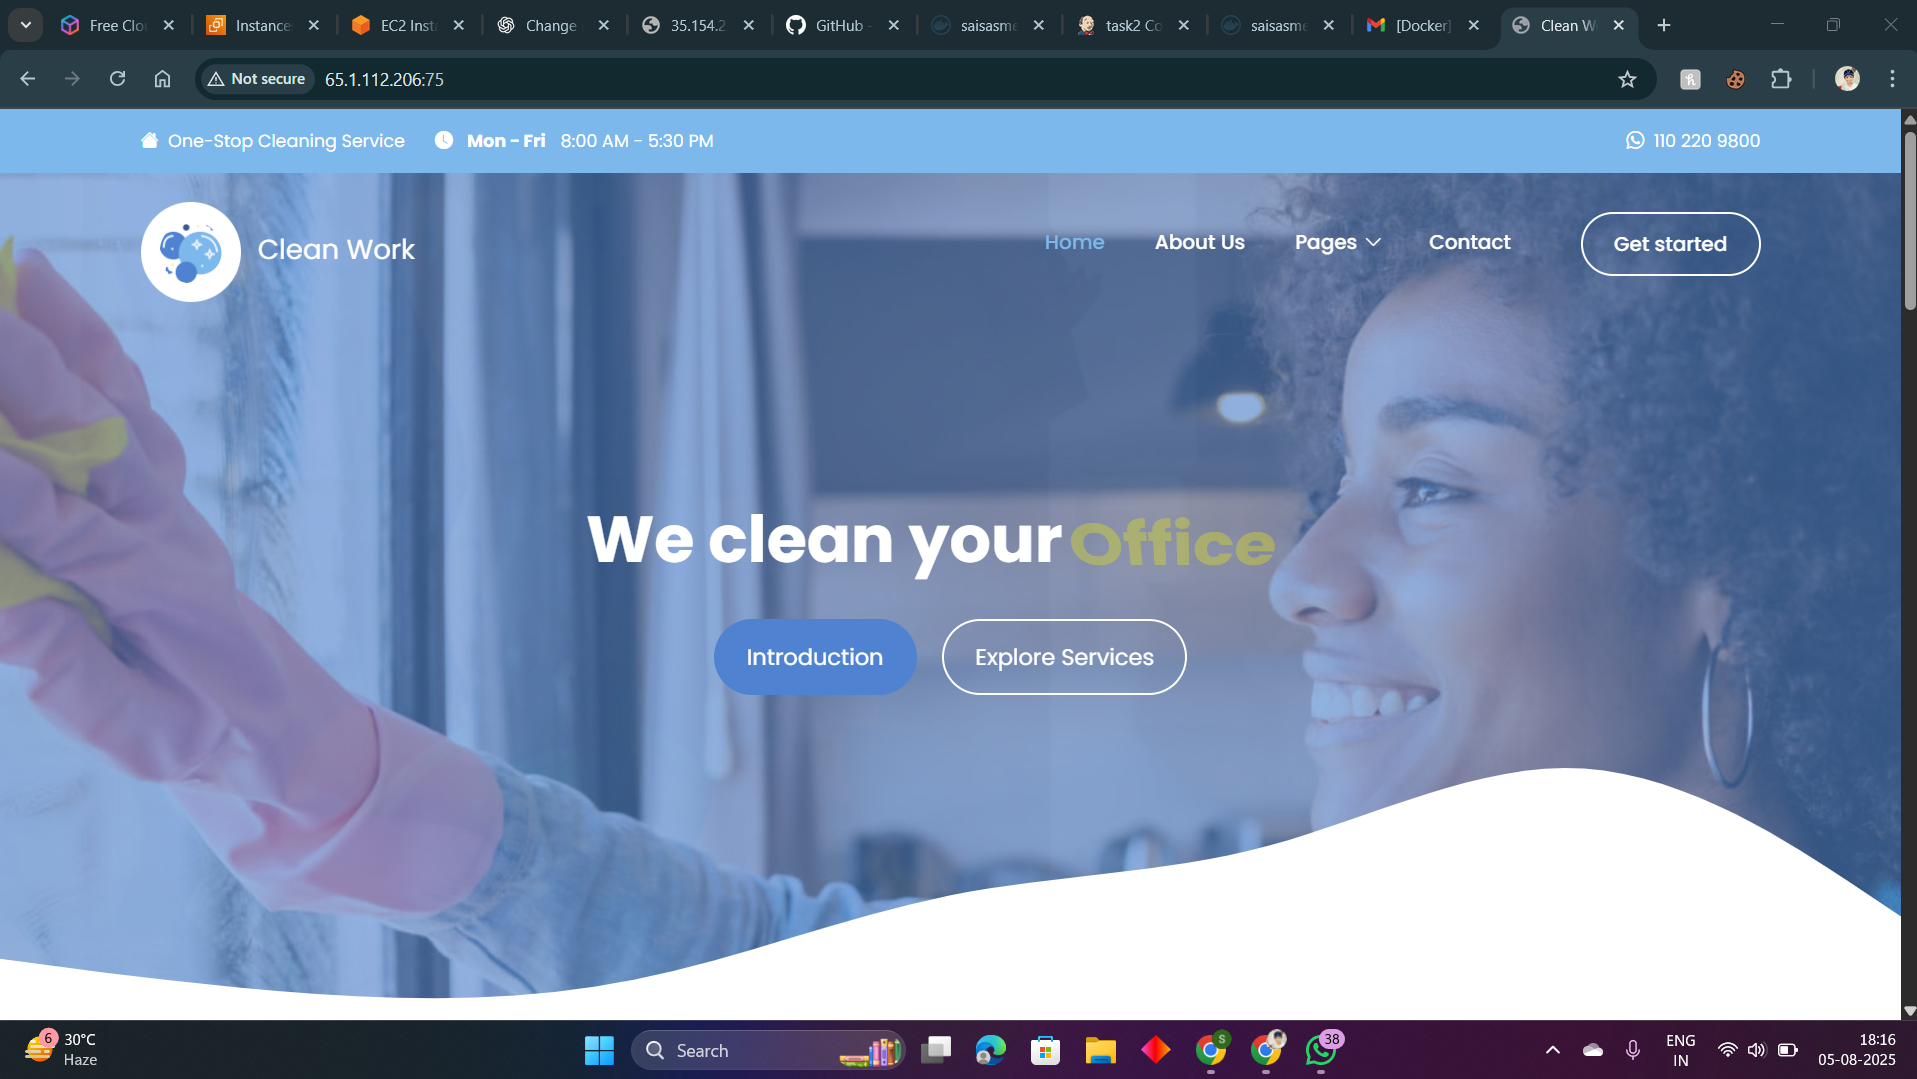 Free Clo
Instance
EC2 Inst
Change
35.154.2
GitHub -
saisasme
task2 Co
saisasme
[Docker]
Clean W
Not secure
65.1.112.206:75
One-Stop Cleaning Service
Mon - Fri 8:00 AM - 5:30 PM
110 220 9800
Clean Work
Home
About Us
Pages
Contact
Get started
We clean your Office
Introduction
Explore Services
6
30°C
Haze
Search
S
38
ENG
IN
18:16
05-08-2025